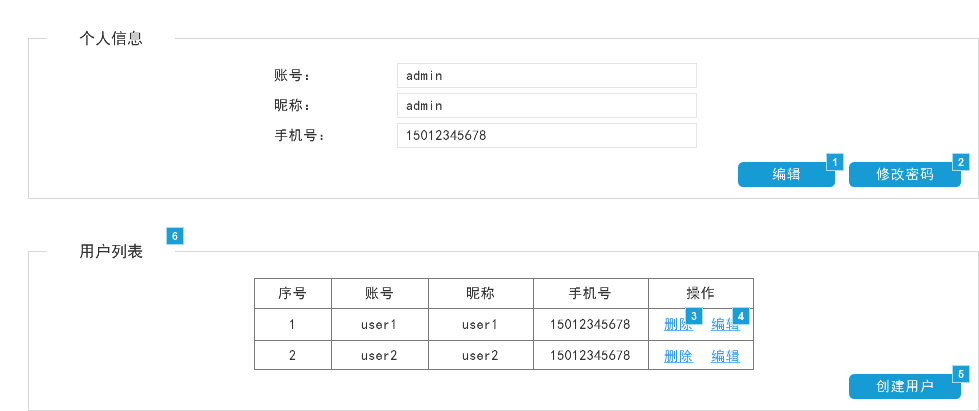 个人信息
账号： admin
昵称： admin
手机号： 15012345678
编辑 1 修改密码 2
用户列表 6
序号 账号 昵称 手机号 操作
1 user1 user1 15012345678 删除 3 编辑 4
2 user2 user2 15012345678 删除 编辑
创建用户 5